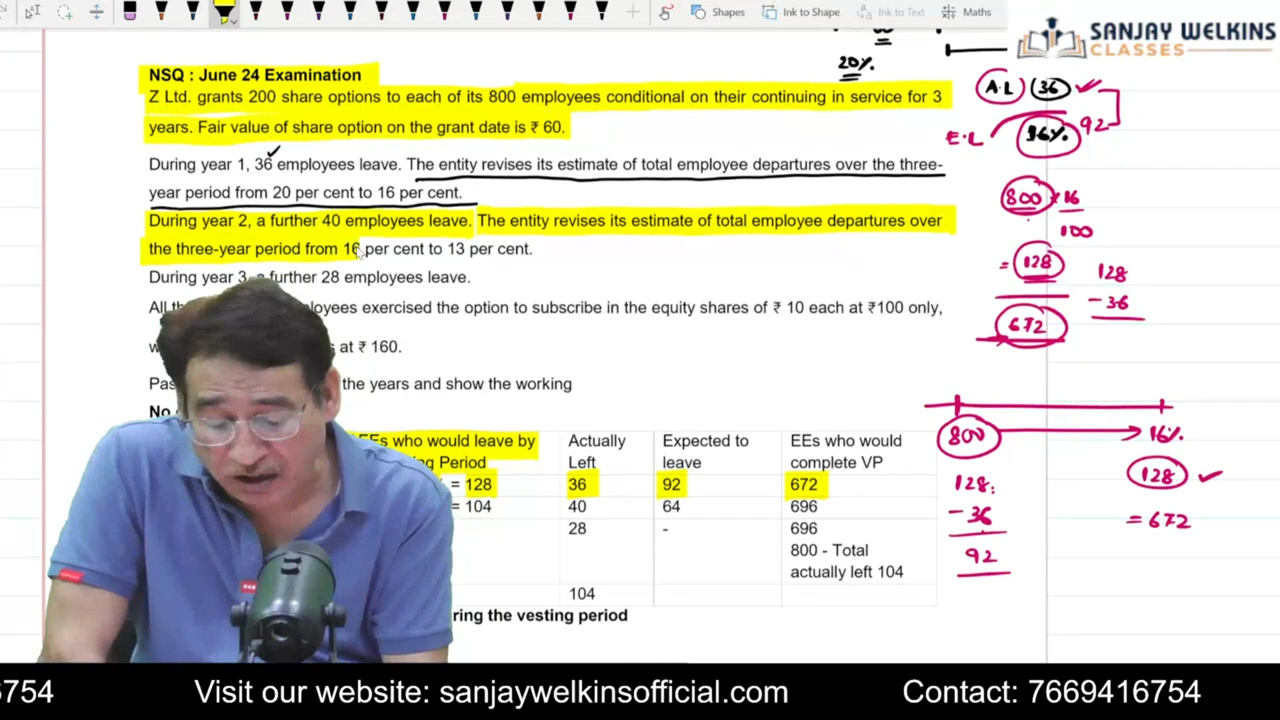 Shapes
Ink to Shape
Ink to Text
Maths
SANJAY WELKINS
CLASSES
20%.
NSQ : June 24 Examination
Z Ltd. grants 200 share options to each of its 800 employees conditional on their continuing in service for 3
years. Fair value of share option on the grant date is ₹ 60.
During year 1, 36 employees leave. The entity revises its estimate of total employee departures over the three-
year period from 20 per cent to 16 per cent.
During year 2, a further 40 employees leave. The entity revises its estimate of total employee departures over
the three-year period from 16 per cent to 13 per cent.
During year 3, a further 28 employees leave.
All th
loyees exercised the option to subscribe in the equity shares of ₹ 10 each at ₹100 only,
at ₹ 160.
the years and show the working
No
EEs who would leave by
ng Period
Actually
Left
Expected to
leave
EEs who would
complete VP
= 128
36
92
672
= 104
40
64
696
28
-
696
800 - Total
actually left 104
104
ring the vesting period
A.L 36
E.L 16%. 92
800 × 16
100
= 128
672
128
-36
800
16%.
128
128
-36
92
= 672
6754
Visit our website: sanjaywelkinsofficial.com
Contact: 7669416754